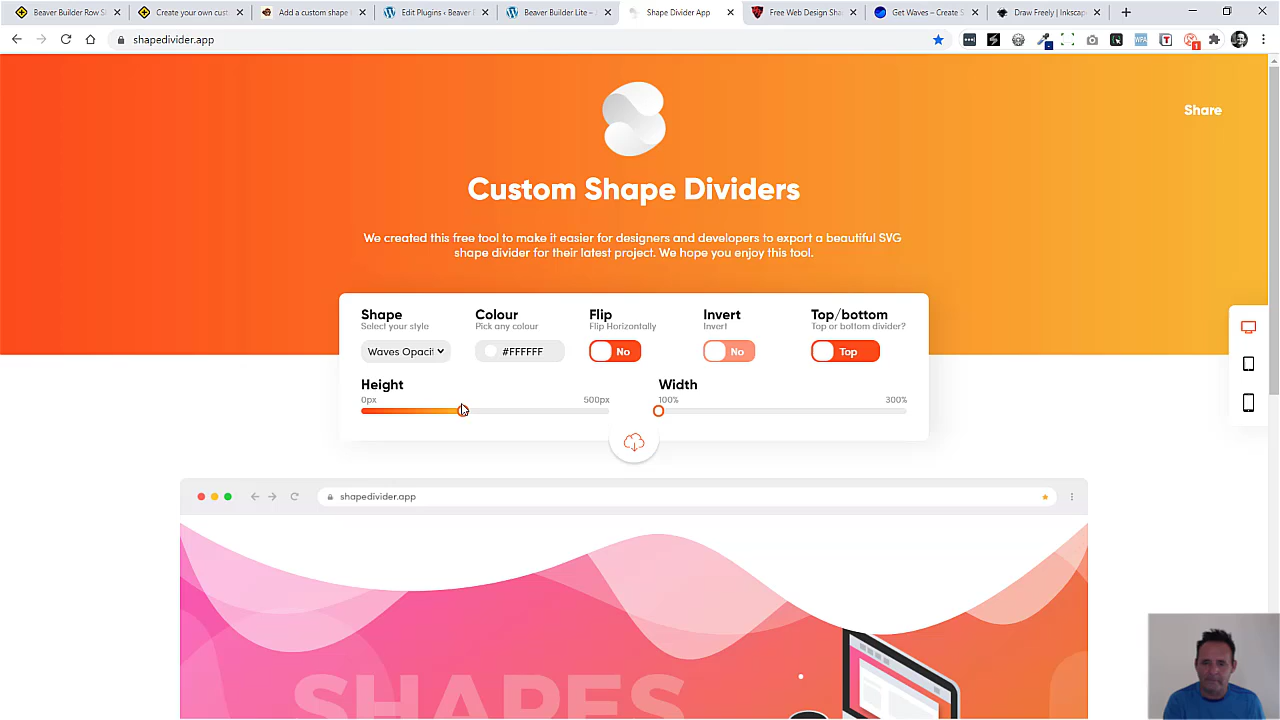 Beaver Builder Row S
Create your own cust
Add a custom shape
Edit Plugins ‹ Beaver
Beaver Builder Lite –
Shape Divider App
Free Web Design Sha
Get Waves – Create S
Draw Freely | Inkscap
shapedivider.app
WPA
T
1
Share
Custom Shape Dividers
We created this free tool to make it easier for designers and developers to export a beautiful SVG
shape divider for their latest project. We hope you enjoy this tool.
Shape
Select your style
Waves Opaci
Colour
Pick any colour
#FFFFFF
Flip
Flip Horizontally
No
Invert
Invert
No
Top/bottom
Top or bottom divider?
Top
Height
0px
500px
Width
100%
300%
shapedivider.app
SHAPES